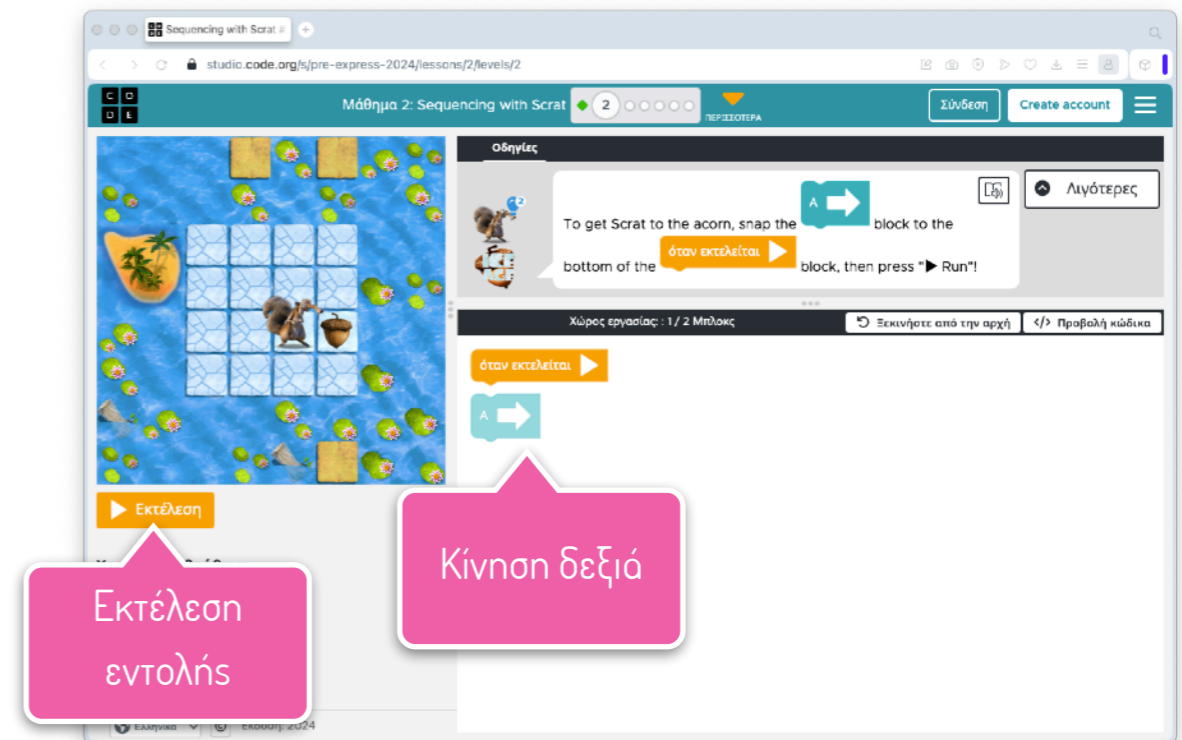 Sequencing with Scrat #
studio.code.org/s/pre-express-2024/lessons/2/levels/2
C O
D E
Μάθημα 2: Sequencing with Scrat
2
ΠΕΡΙΣΣΟΤΕΡΑ
Σύνδεση
Create account
Οδηγίες
2
To get Scrat to the acorn, snap the A block to the
bottom of the όταν εκτελείται block, then press "▶ Run"!
Λιγότερες
ICE
AGE
Χώρος εργασίας: : 1 / 2 Μπλοκς
Ξεκινήστε από την αρχή
</> Προβολή κώδικα
όταν εκτελείται
A
Εκτέλεση
Κίνηση δεξιά
Εκτέλεση
εντολής
Ελληνικά
©
Έκδοση: 2024